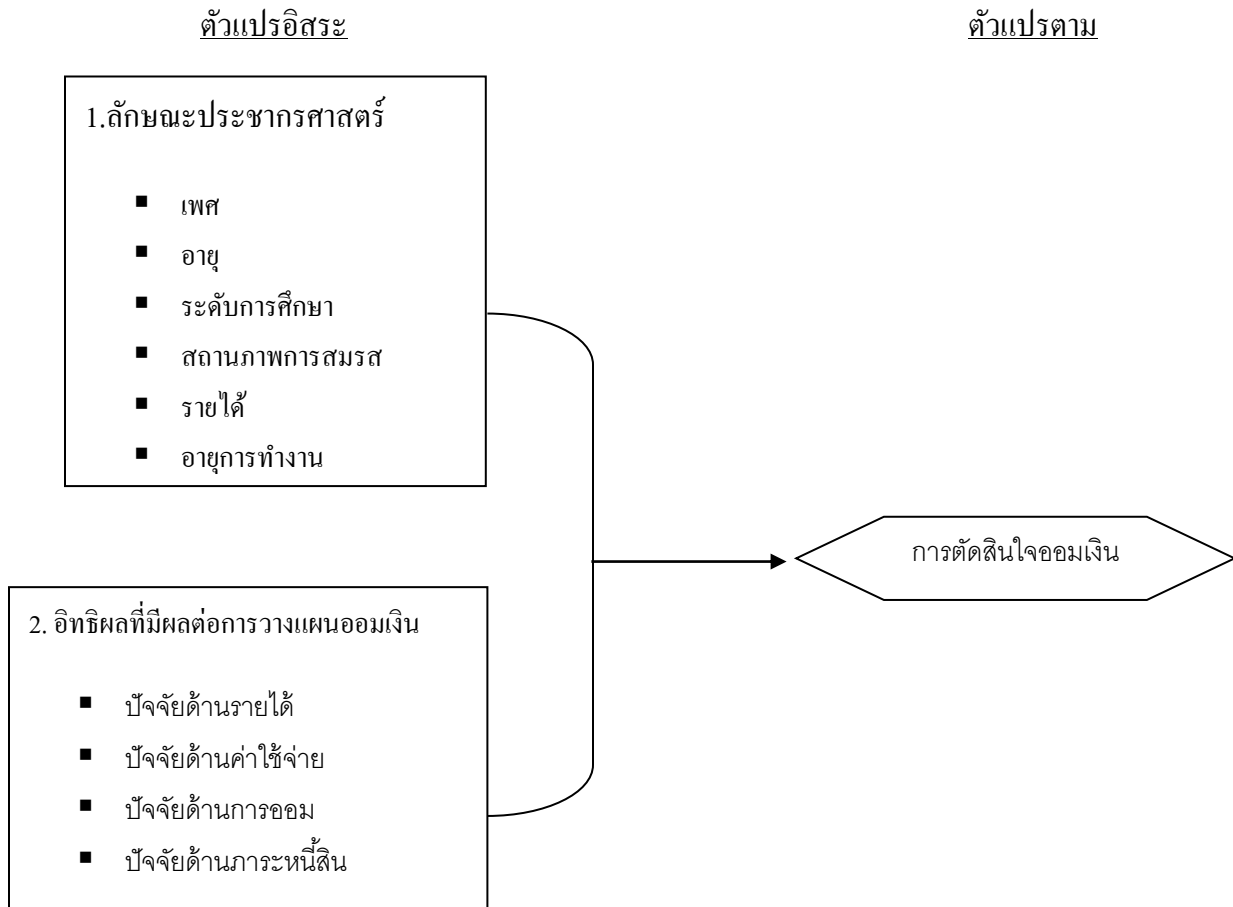 ตัวแปรอิสระ
ตัวแปรตาม
1.ลักษณะประชากรศาสตร์
▪ เพศ
▪ อายุ
▪ ระดับการศึกษา
▪ สถานภาพการสมรส
▪ รายได้
▪ อายุการทำงาน
การตัดสินใจออมเงิน
2. อิทธิผลที่มีผลต่อการวางแผนออมเงิน
▪ ปัจจัยด้านรายได้
▪ ปัจจัยด้านค่าใช้จ่าย
▪ ปัจจัยด้านการออม
▪ ปัจจัยด้านภาระหนี้สิน